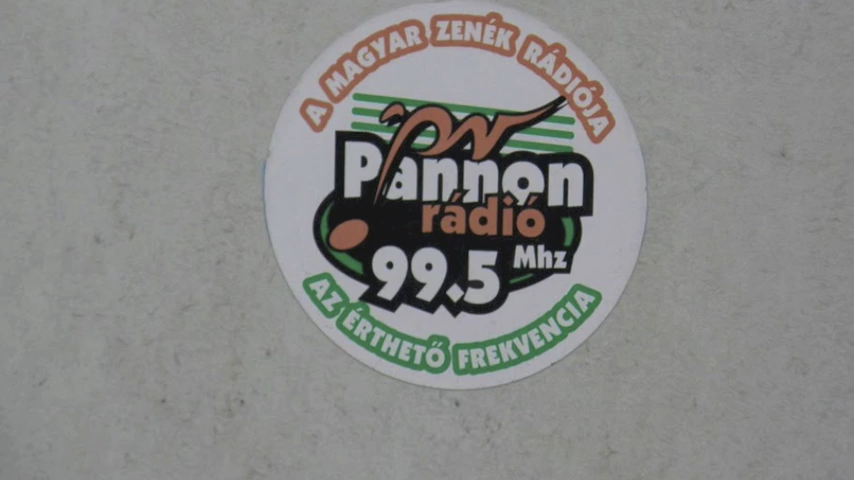 A MAGYAR ZENÉK RÁDIÓJA
Pannon
rádió
99.5 Mhz
AZ ÉRTHETŐ FREKVENCIA